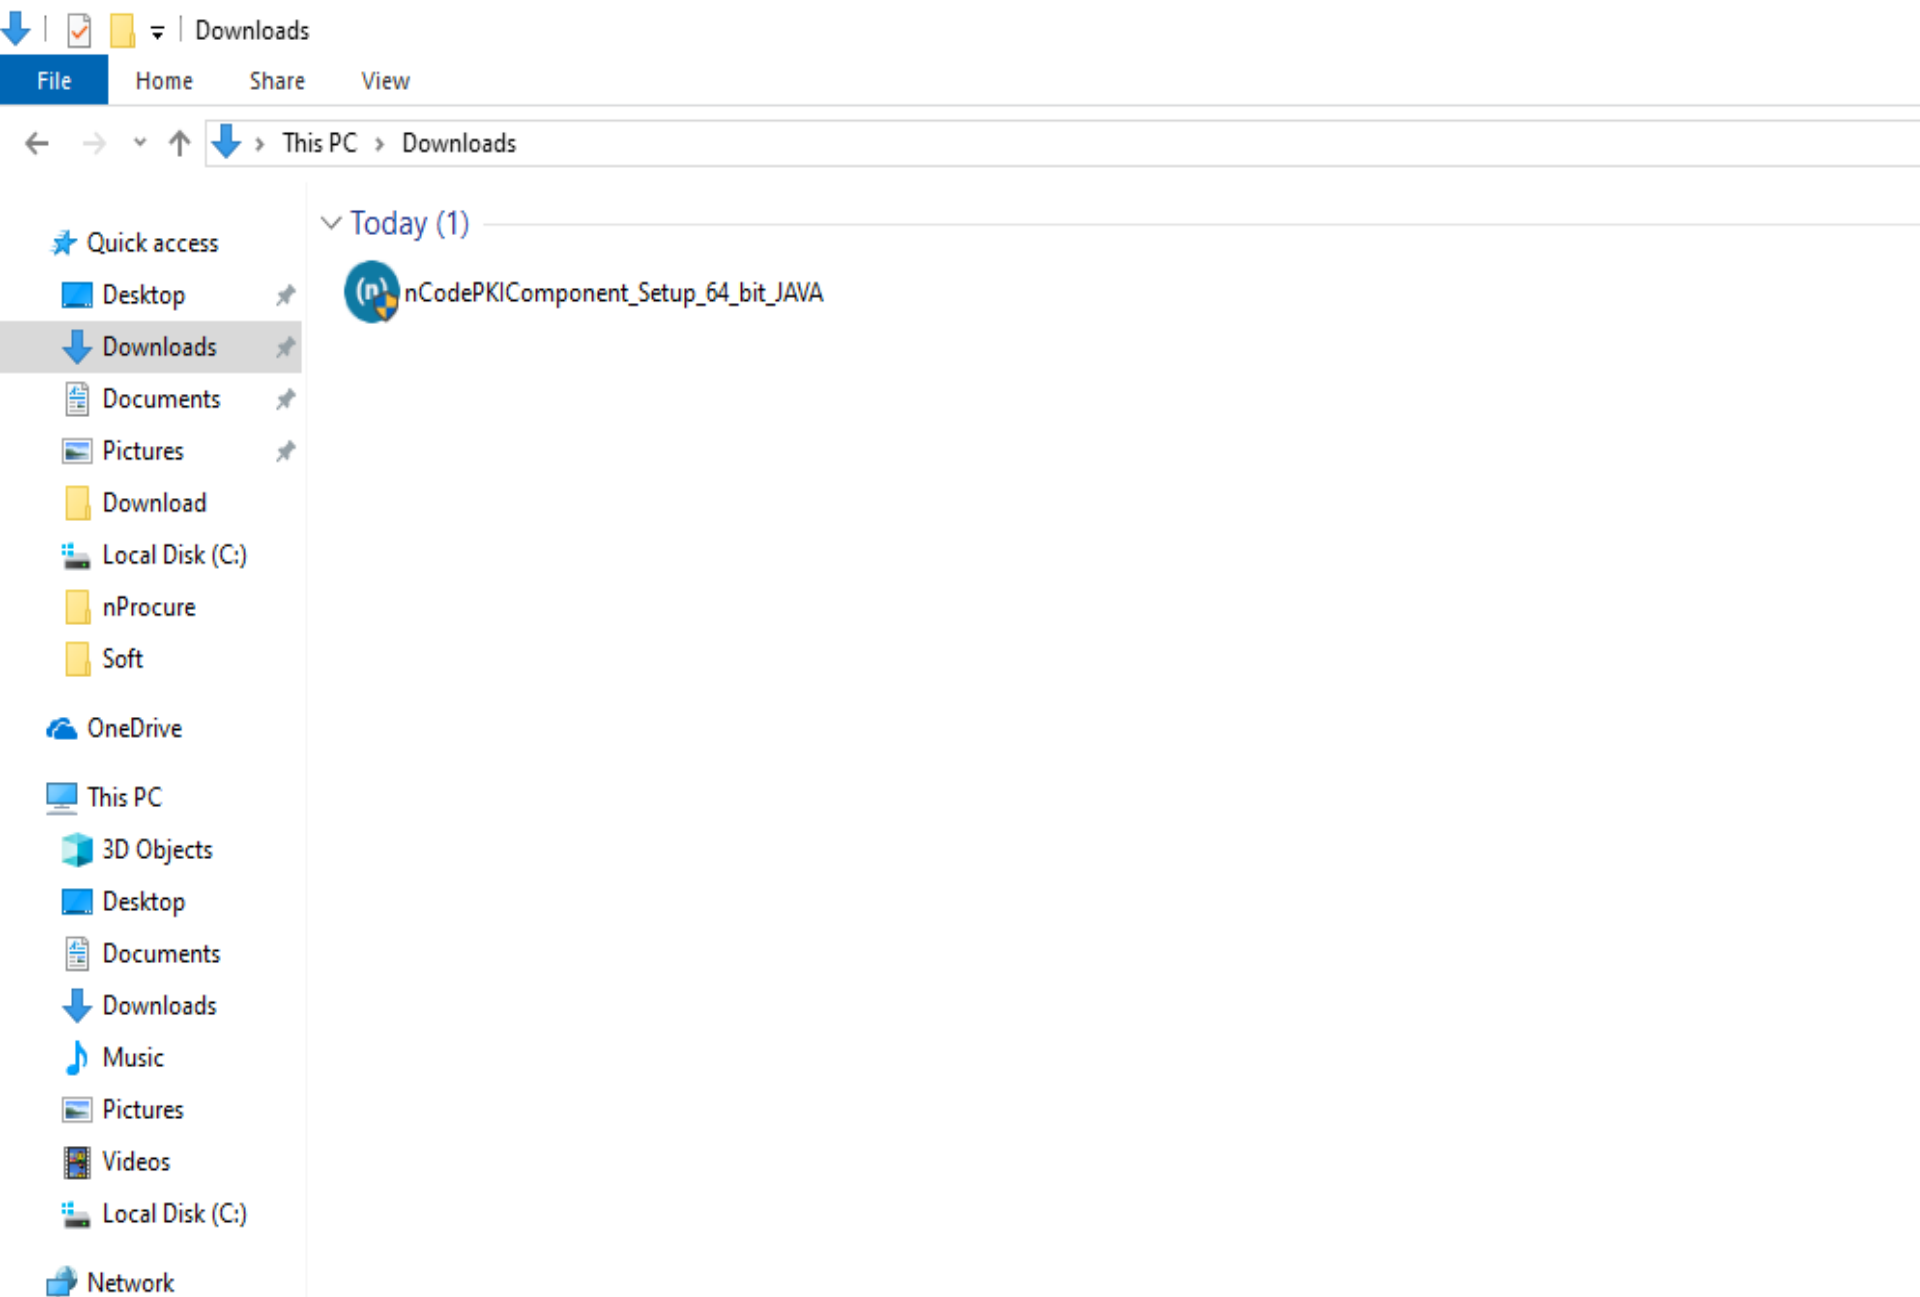 Downloads
File Home Share View
This PC Downloads
Today (1)
nCodePKIComponent_Setup_64_bit_JAVA
Quick access
Desktop
Downloads
Documents
Pictures
Download
Local Disk (C:)
nProcure
Soft
OneDrive
This PC
3D Objects
Desktop
Documents
Downloads
Music
Pictures
Videos
Local Disk (C:)
Network